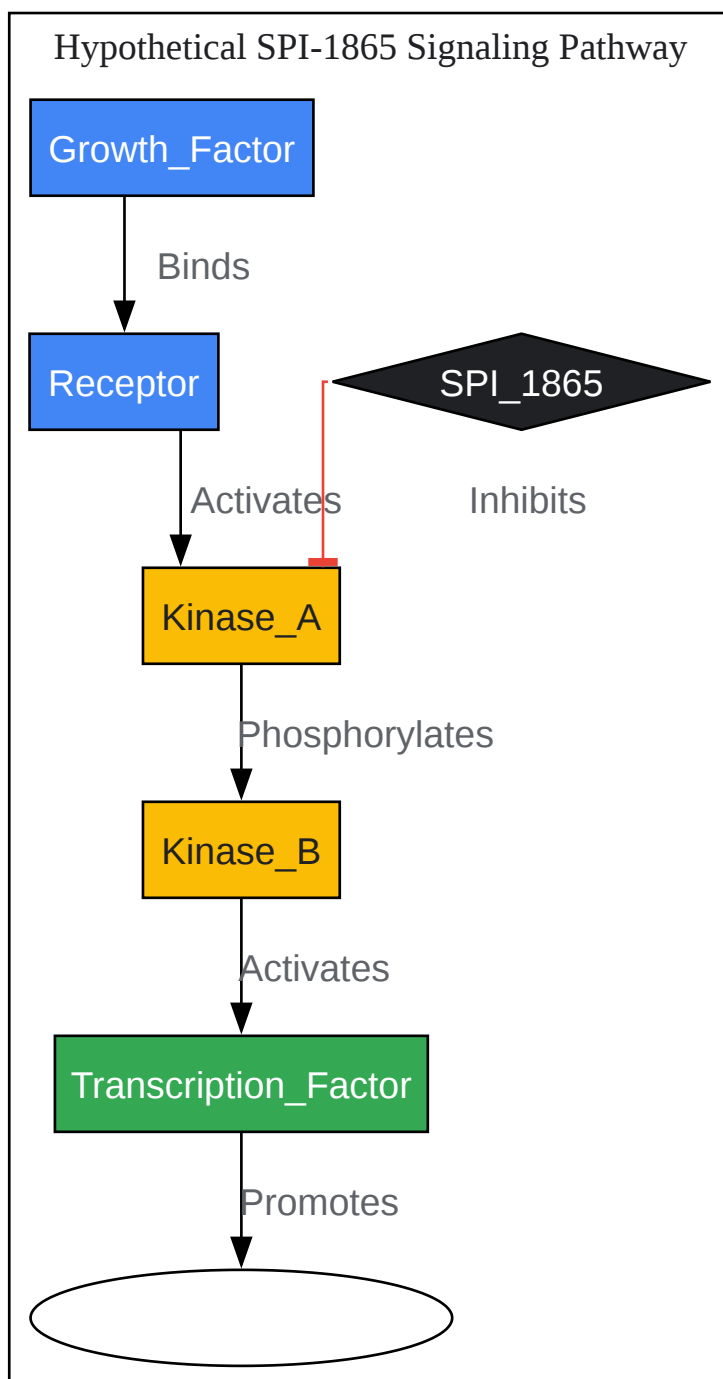 Hypothetical SPI-1865 Signaling Pathway
Growth_Factor
Binds
Receptor
SPI_1865
Activates
Inhibits
Kinase_A
Phosphorylates
Kinase_B
Activates
Transcription_Factor
Promotes